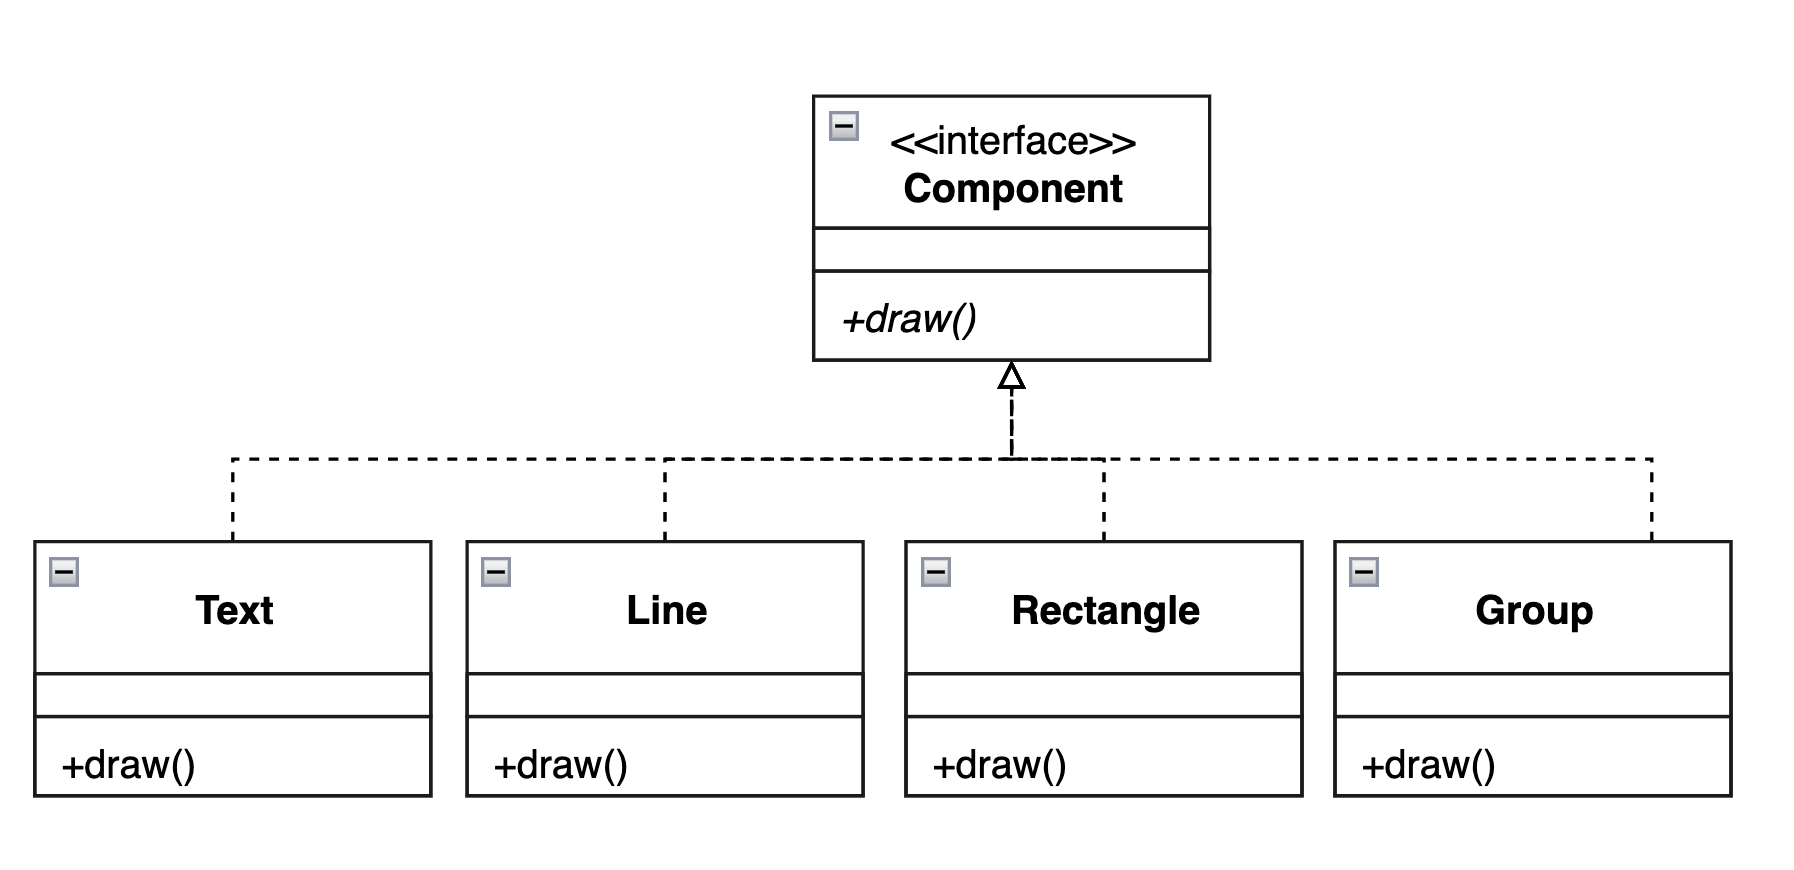 <<interface>>
Component
+draw()
Text
Line
Rectangle
Group
+draw()
+draw()
+draw()
+draw()